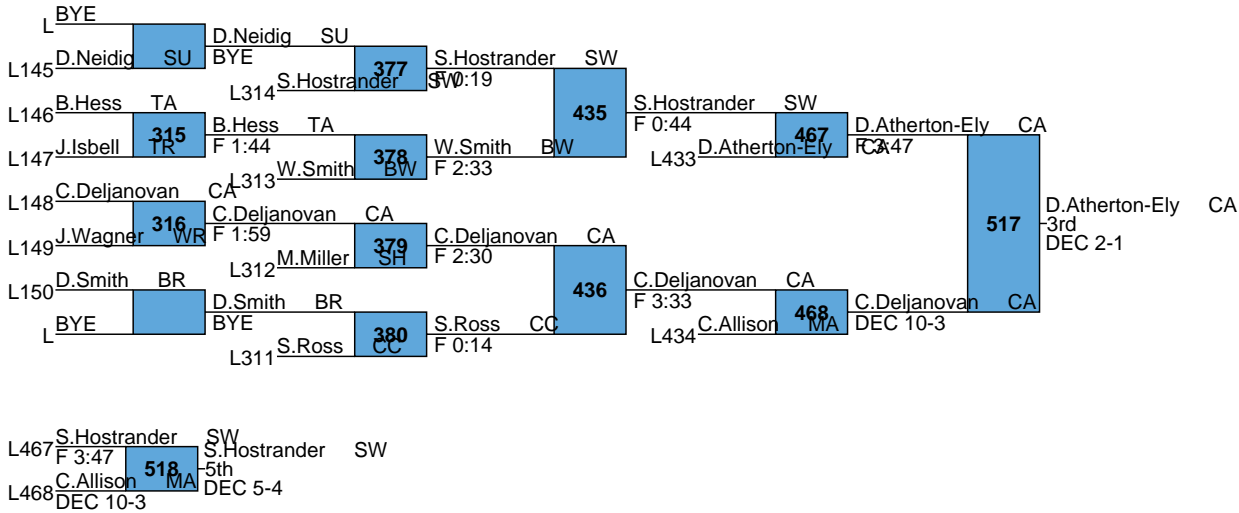 L BYE
L145 D.Neidig SU
D.Neidig SU
BYE
377
L314 S.Hostrander SW
S.Hostrander SW
F 0:19
L146 B.Hess TA
315
L147 J.Isbell TR
B.Hess TA
F 1:44
378
L313 W.Smith BW
W.Smith BW
F 2:33
435
S.Hostrander SW
F 0:44
467
L433 D.Atherton-Ely CA
D.Atherton-Ely CA
F 3:47
L148 C.Deljanovan CA
316
L149 J.Wagner WR
C.Deljanovan CA
F 1:59
379
L312 M.Miller SH
C.Deljanovan CA
F 2:30
L150 D.Smith BR
L BYE
D.Smith BR
BYE
380
L311 S.Ross CC
S.Ross CC
F 0:14
436
C.Deljanovan CA
F 3:33
468
L434 C.Allison MA
C.Deljanovan CA
DEC 10-3
517
D.Atherton-Ely CA
3rd
DEC 2-1
L467 S.Hostrander SW
F 3:47
518
L468 C.Allison MA
DEC 10-3
S.Hostrander SW
5th
DEC 5-4